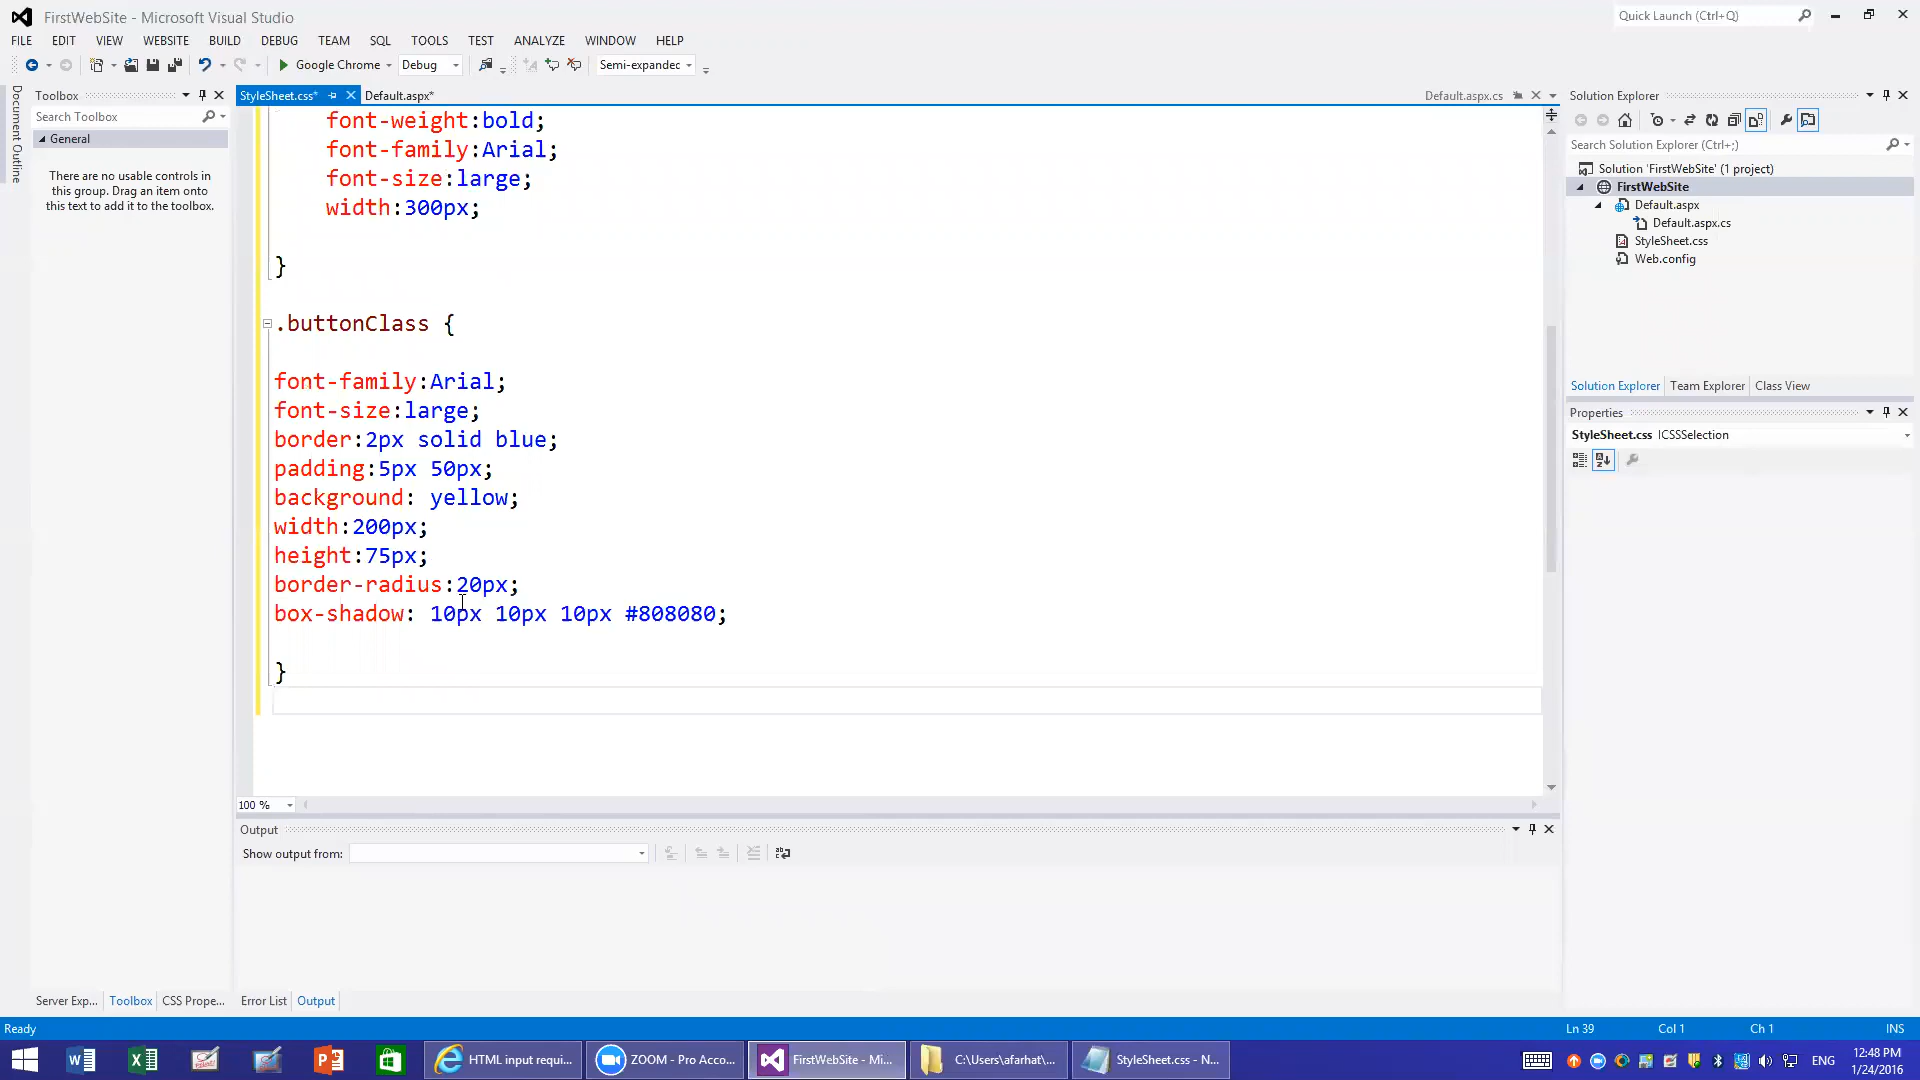 FirstWebSite - Microsoft Visual Studio
Quick Launch (Ctrl+Q)
FILE EDIT VIEW WEBSITE BUILD DEBUG TEAM SQL TOOLS TEST ANALYZE WINDOW HELP
Google Chrome Debug Semi-expandec
Document Outline
Toolbox
Search Toolbox
General
There are no usable controls in
this group. Drag an item onto
this text to add it to the toolbox.
StyleSheet.css* Default.aspx* Default.aspx.cs
font-weight:bold;
font-family:Arial;
font-size:large;
width:300px;
}
.buttonClass {
font-family:Arial;
font-size:large;
border:2px solid blue;
padding:5px 50px;
background: yellow;
width:200px;
height:75px;
border-radius:20px;
box-shadow: 10px 10px 10px #808080;
}
100 %
Output
Show output from:
Server Exp... Toolbox CSS Prope... Error List Output
Solution Explorer
Search Solution Explorer (Ctrl+;)
Solution 'FirstWebSite' (1 project)
FirstWebSite
Default.aspx
Default.aspx.cs
StyleSheet.css
Web.config
Solution Explorer Team Explorer Class View
Properties
StyleSheet.css ICSSSelection
Ready Ln 39 Col 1 Ch 1 INS
HTML input requi... ZOOM - Pro Acco... FirstWebSite - Mi... C:\Users\afarhat\... StyleSheet.css - N... ENG 12:48 PM
1/24/2016